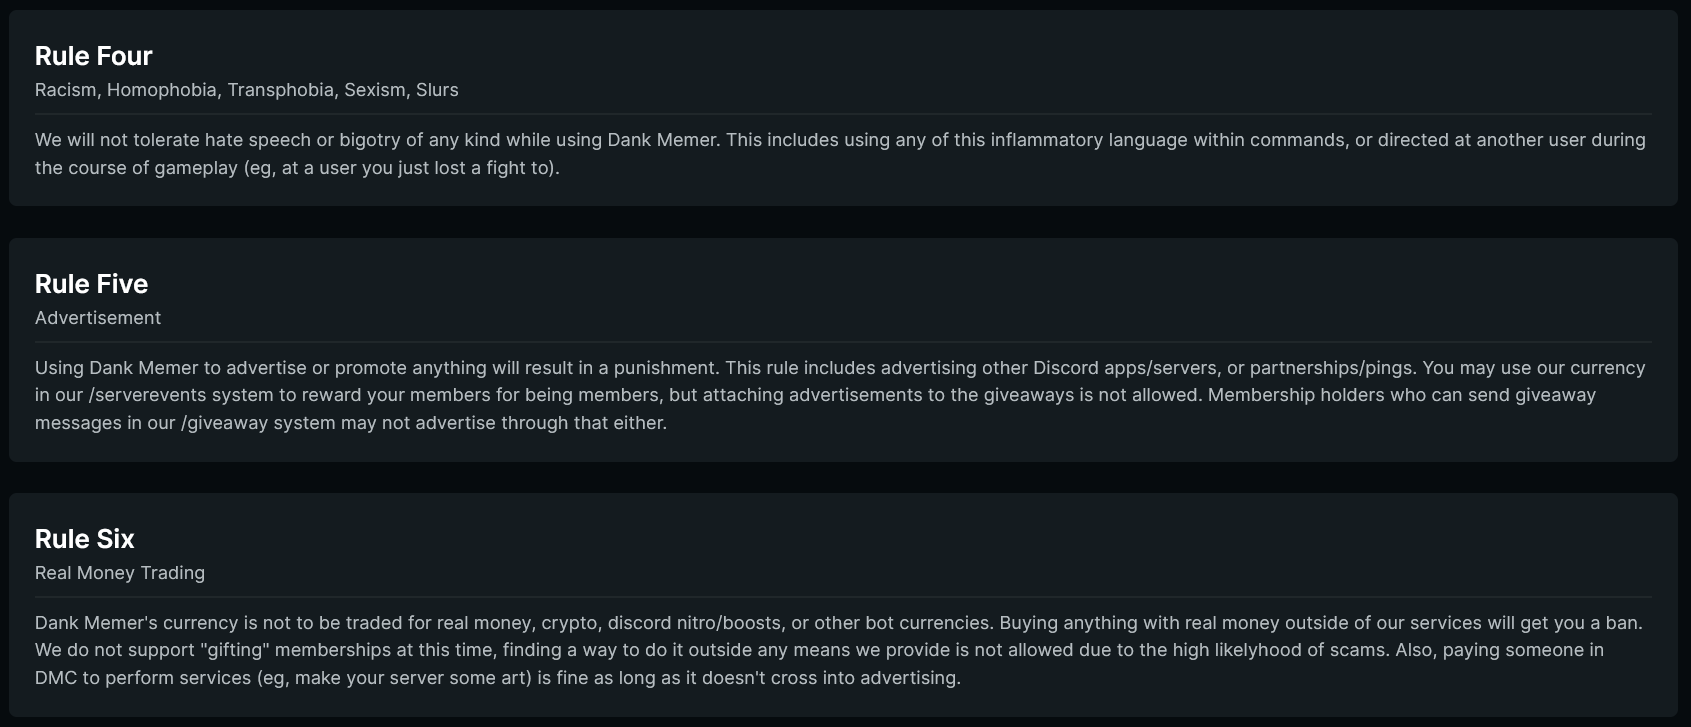 Rule Four
Racism, Homophobia, Transphobia, Sexism, Slurs
We will not tolerate hate speech or bigotry of any kind while using Dank Memer. This includes using any of this inflammatory language within commands, or directed at another user during
the course of gameplay (eg, at a user you just lost a fight to).
Rule Five
Advertisement
Using Dank Memer to advertise or promote anything will result in a punishment. This rule includes advertising other Discord apps/servers, or partnerships/pings. You may use our currency
in our /serverevents system to reward your members for being members, but attaching advertisements to the giveaways is not allowed. Membership holders who can send giveaway
messages in our /giveaway system may not advertise through that either.
Rule Six
Real Money Trading
Dank Memer's currency is not to be traded for real money, crypto, discord nitro/boosts, or other bot currencies. Buying anything with real money outside of our services will get you a ban.
We do not support "gifting" memberships at this time, finding a way to do it outside any means we provide is not allowed due to the high likelyhood of scams. Also, paying someone in
DMC to perform services (eg, make your server some art) is fine as long as it doesn't cross into advertising.